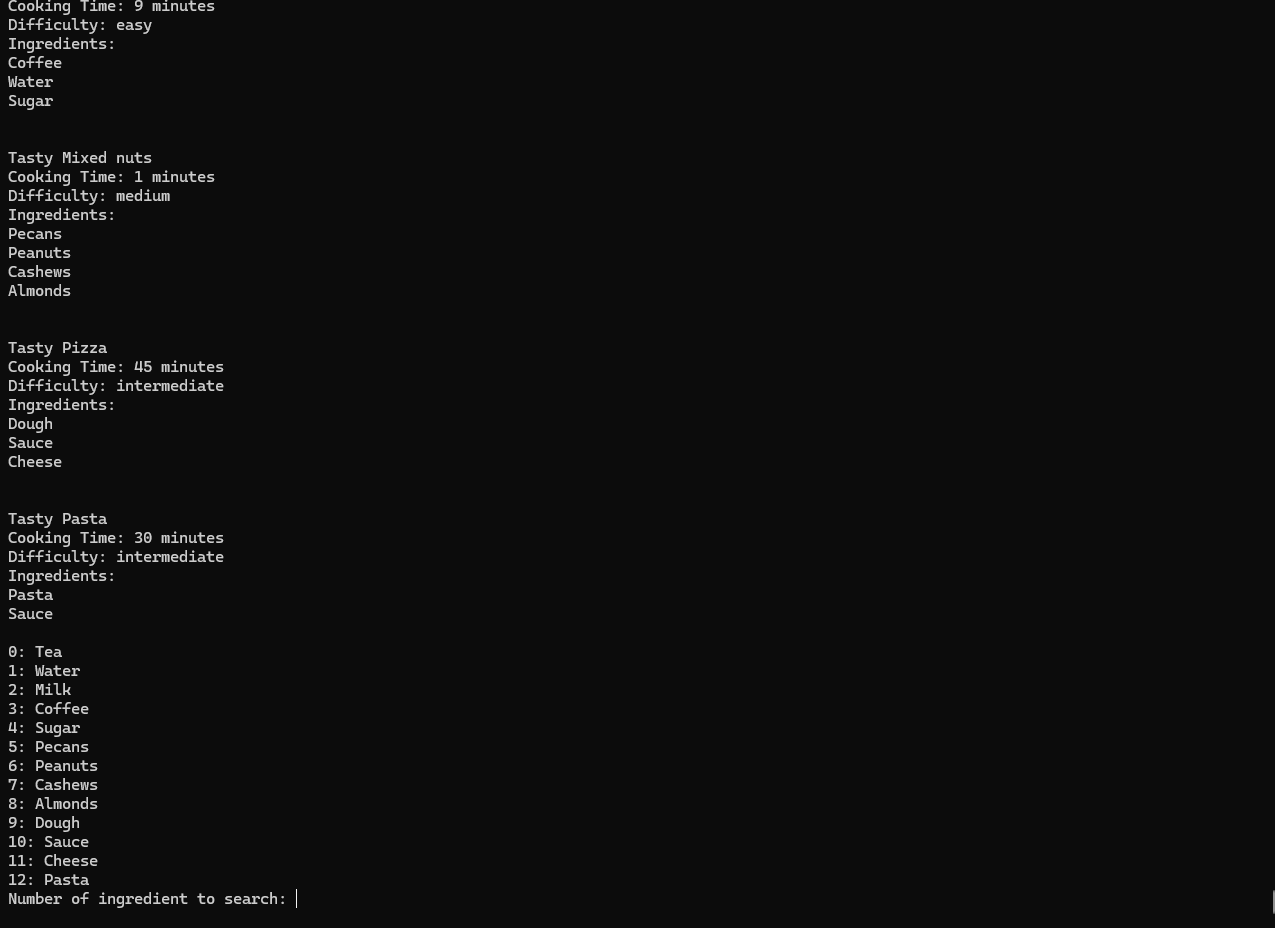 Cooking Time: 9 minutes
Difficulty: easy
Ingredients:
Coffee
Water
Sugar
Tasty Mixed nuts
Cooking Time: 1 minutes
Difficulty: medium
Ingredients:
Pecans
Peanuts
Cashews
Almonds
Tasty Pizza
Cooking Time: 45 minutes
Difficulty: intermediate
Ingredients:
Dough
Sauce
Cheese
Tasty Pasta
Cooking Time: 30 minutes
Difficulty: intermediate
Ingredients:
Pasta
Sauce
0: Tea
1: Water
2: Milk
3: Coffee
4: Sugar
5: Pecans
6: Peanuts
7: Cashews
8: Almonds
9: Dough
10: Sauce
11: Cheese
12: Pasta
Number of ingredient to search: